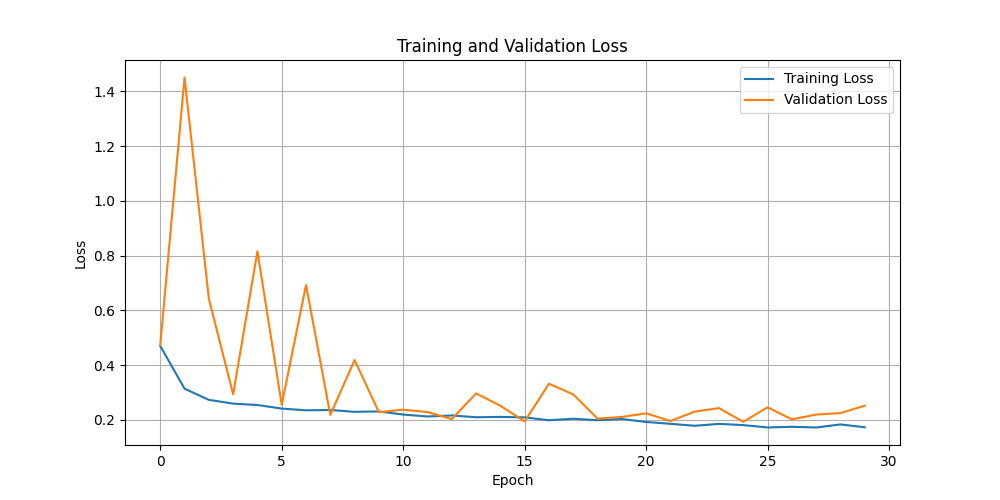 Training and Validation Loss
Training Loss
Validation Loss
1.4
1.2
1.0
0.8
0.6
0.4
0.2
Loss
0 5 10 15 20 25 30
Epoch